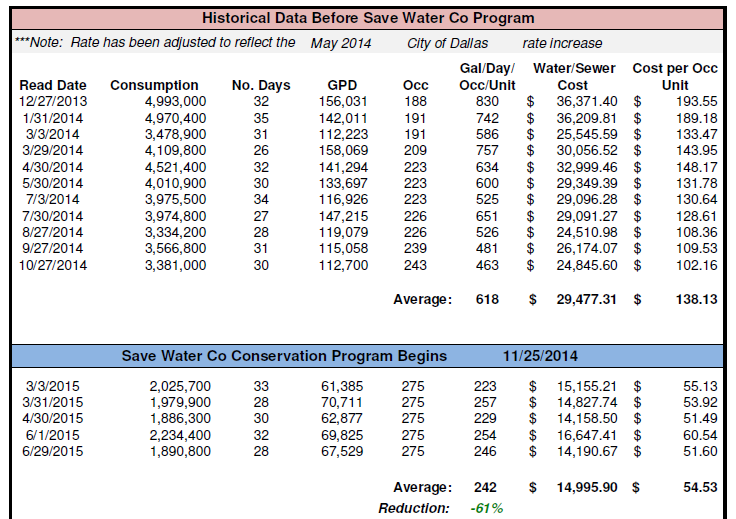 Historical Data Before Save Water Co Program
***Note: Rate has been adjusted to reflect the May 2014 City of Dallas rate increase
Gal/Day/ Water/Sewer Cost per Occ
Read Date Consumption No. Days GPD Occ Occ/Unit Cost Unit
12/27/2013 4,993,000 32 156,031 188 830 $ 36,371.40 $ 193.55
1/31/2014 4,970,400 35 142,011 191 742 $ 36,209.81 $ 189.18
3/3/2014 3,478,900 31 112,223 191 586 $ 25,545.59 $ 133.47
3/29/2014 4,109,800 26 158,069 209 757 $ 30,056.52 $ 143.95
4/30/2014 4,521,400 32 141,294 223 634 $ 32,999.46 $ 148.17
5/30/2014 4,010,900 30 133,697 223 600 $ 29,349.39 $ 131.78
7/3/2014 3,975,500 34 116,926 223 525 $ 29,096.28 $ 130.64
7/30/2014 3,974,800 27 147,215 226 651 $ 29,091.27 $ 128.61
8/27/2014 3,334,200 28 119,079 226 526 $ 24,510.98 $ 108.36
9/27/2014 3,566,800 31 115,058 239 481 $ 26,174.07 $ 109.53
10/27/2014 3,381,000 30 112,700 243 463 $ 24,845.60 $ 102.16
Average: 618 $ 29,477.31 $ 138.13
Save Water Co Conservation Program Begins 11/25/2014
3/3/2015 2,025,700 33 61,385 275 223 $ 15,155.21 $ 55.13
3/31/2015 1,979,900 28 70,711 275 257 $ 14,827.74 $ 53.92
4/30/2015 1,886,300 30 62,877 275 229 $ 14,158.50 $ 51.49
6/1/2015 2,234,400 32 69,825 275 254 $ 16,647.41 $ 60.54
6/29/2015 1,890,800 28 67,529 275 246 $ 14,190.67 $ 51.60
Average: 242 $ 14,995.90 $ 54.53
Reduction: -61%